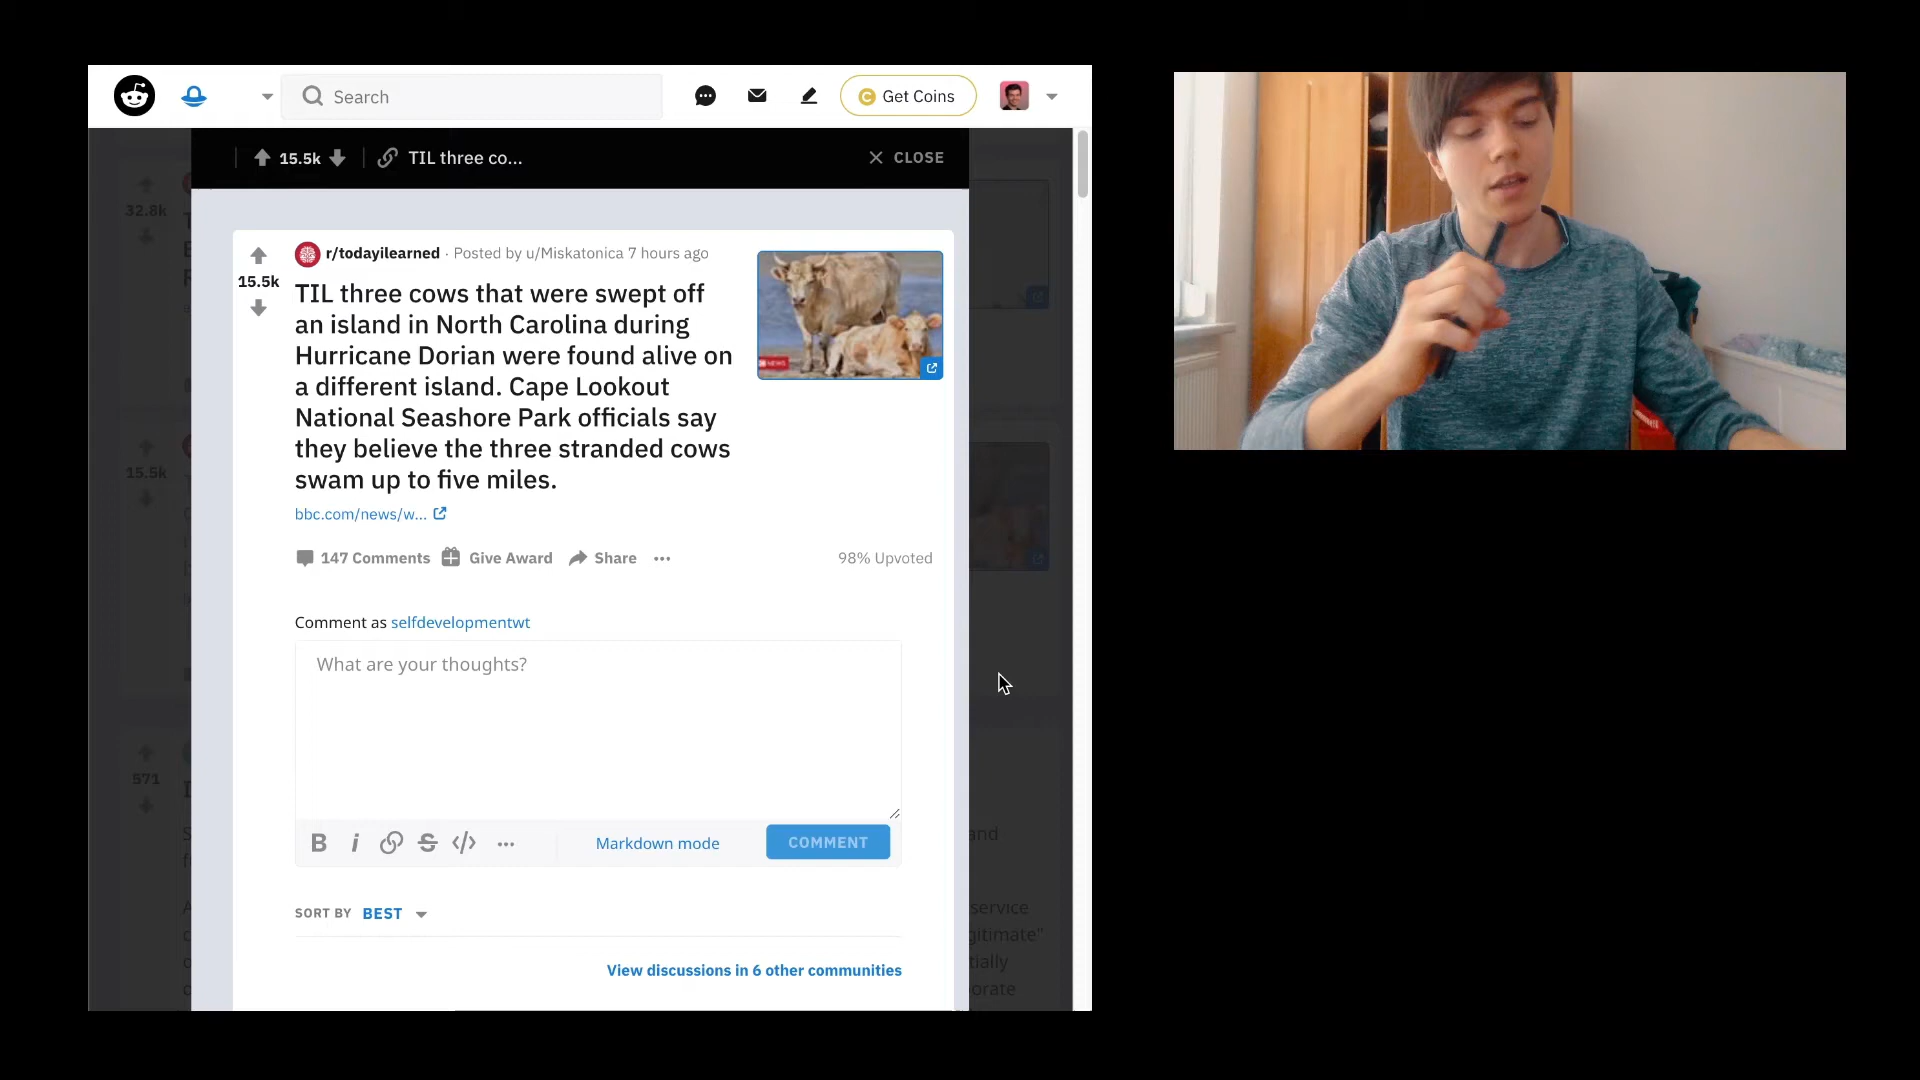 Search
Get Coins
15.5k
TIL three co...
CLOSE
32.8k
r/todayilearned · Posted by u/Miskatonica 7 hours ago
15.5k
TIL three cows that were swept off
an island in North Carolina during
Hurricane Dorian were found alive on
a different island. Cape Lookout
National Seashore Park officials say
they believe the three stranded cows
swam up to five miles.
NEWS
bbc.com/news/w...
15.5k
147 Comments
Give Award
Share
98% Upvoted
Comment as selfdevelopmentwt
What are your thoughts?
571
B i S </> ...
Markdown mode
COMMENT
and
SORT BY BEST
service
gitimate"
tially
View discussions in 6 other communities
porate